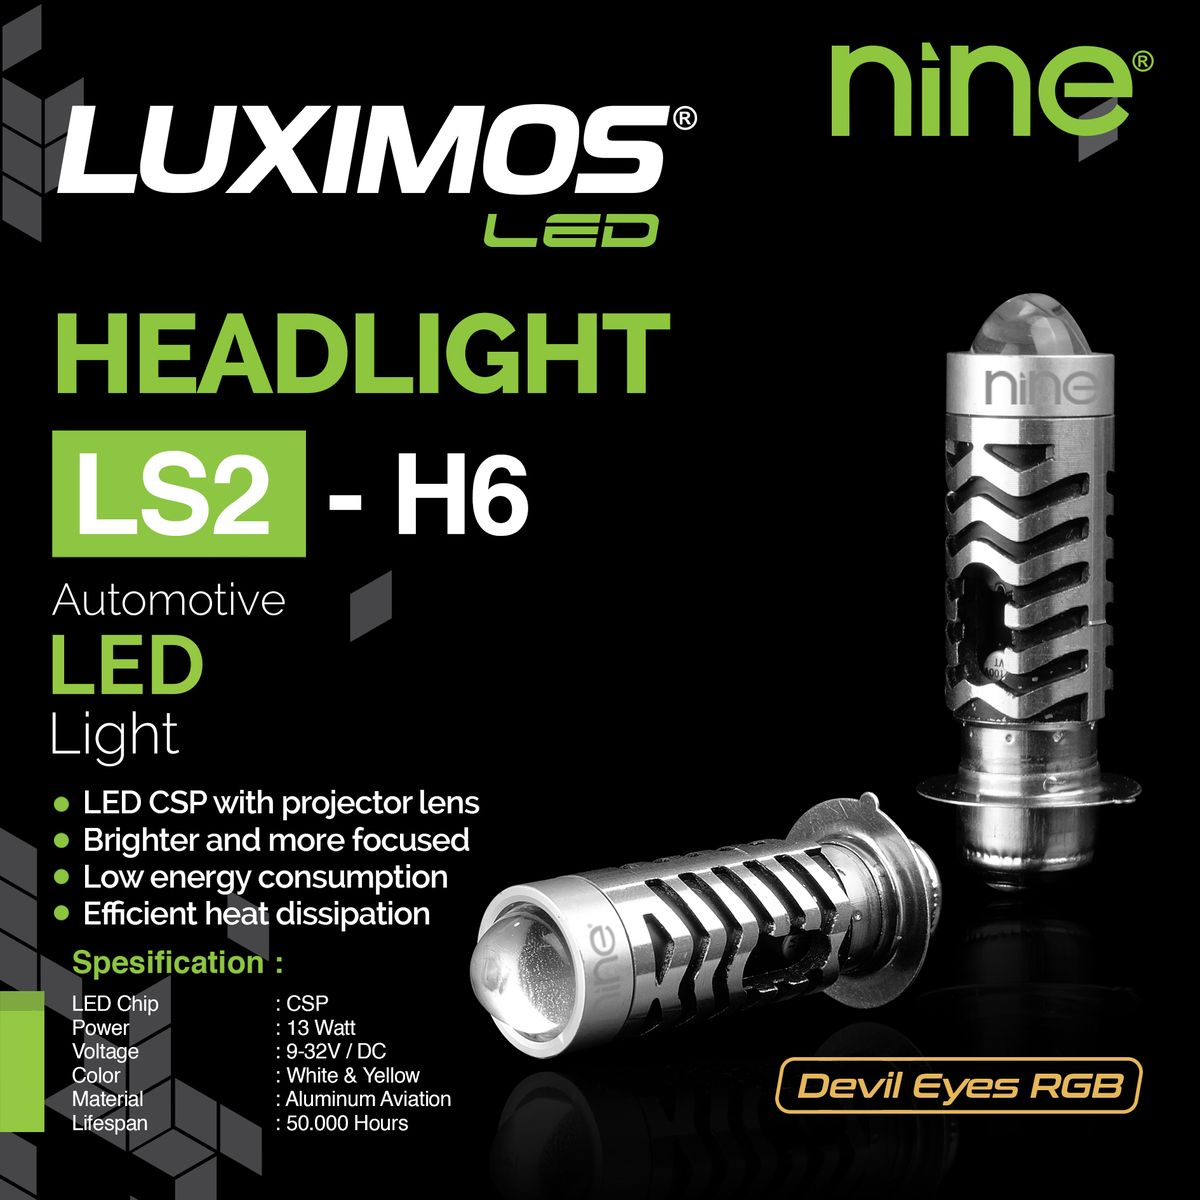 nine®
LUXIMOS®
LED
HEADLIGHT
LS2 - H6
Automotive
LED
Light
• LED CSP with projector lens
• Brighter and more focused
• Low energy consumption
• Efficient heat dissipation
Spesification :
LED Chip : CSP
Power : 13 Watt
Voltage : 9-32V / DC
Color : White & Yellow
Material : Aluminum Aviation
Lifespan : 50.000 Hours
nine
nine
Devil Eyes RGB